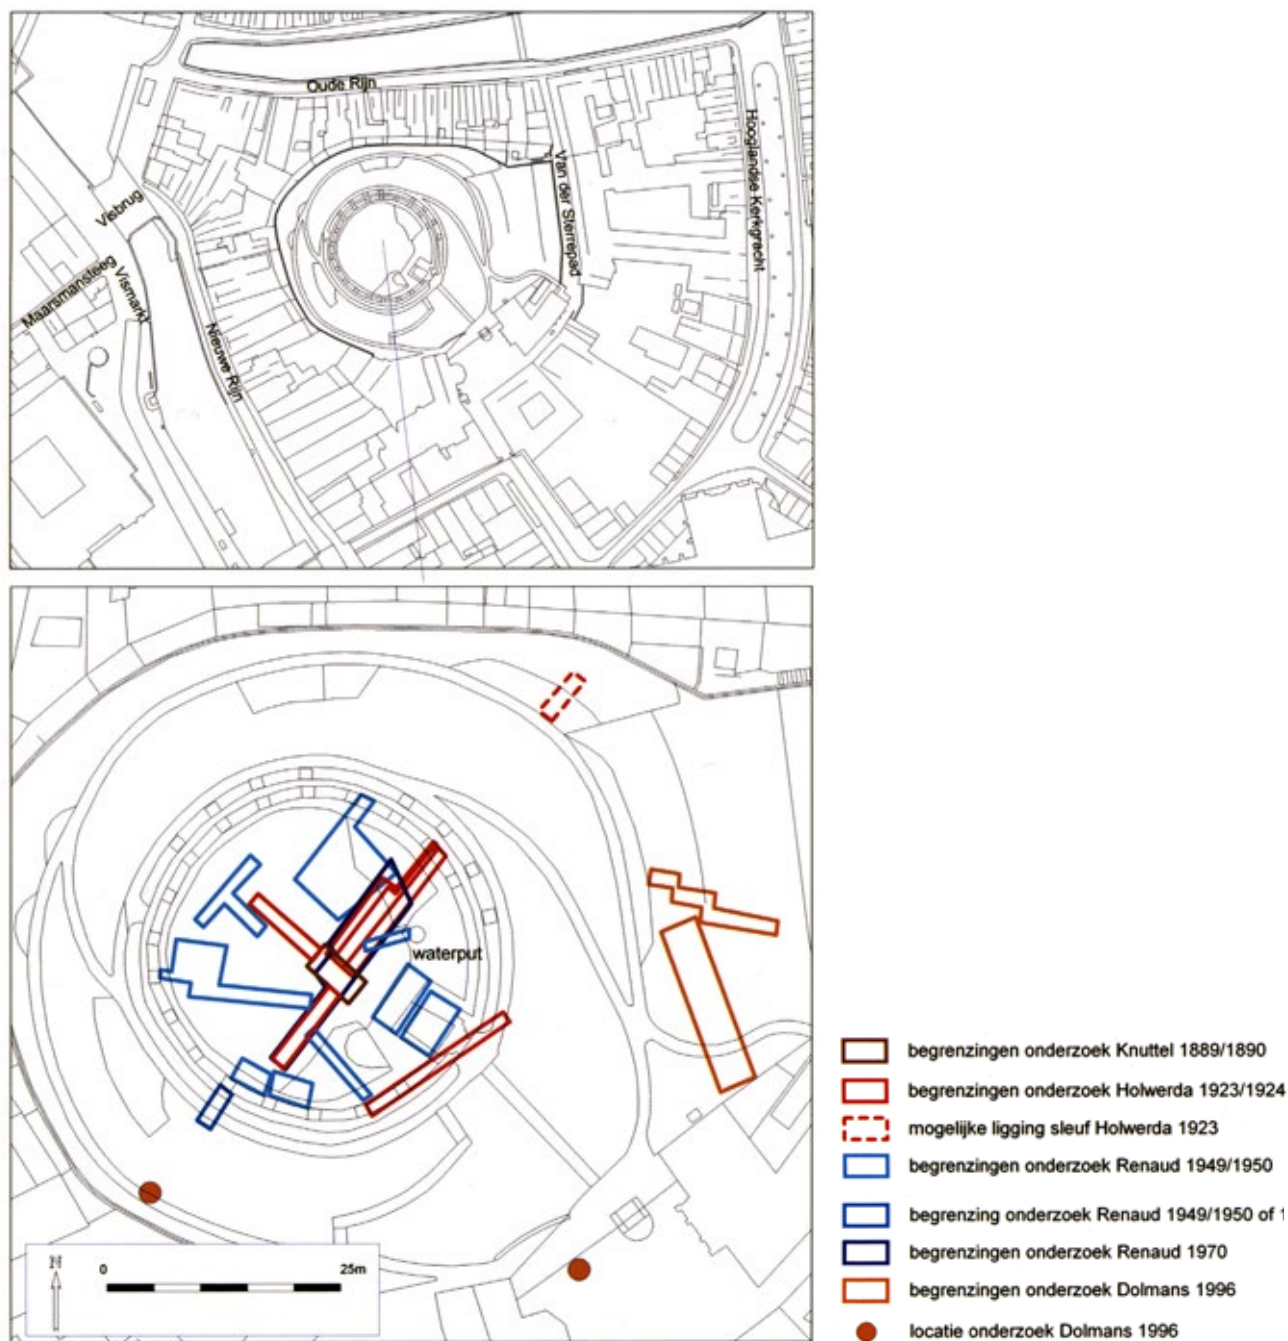 Oude Rijn
Hooglandse Kerkgracht
Van der Sterrepad
Visbrug
Maarsmansteeg
Vismarkt
Nieuwe Rijn
waterput
N
0 25m
begrenzingen onderzoek Knuttel 1889/1890
begrenzingen onderzoek Holwerda 1923/1924
mogelijke ligging sleuf Holwerda 1923
begrenzingen onderzoek Renaud 1949/1950
begrenzing onderzoek Renaud 1949/1950 of 1
begrenzingen onderzoek Renaud 1970
begrenzingen onderzoek Dolmans 1996
locatie onderzoek Dolmans 1996